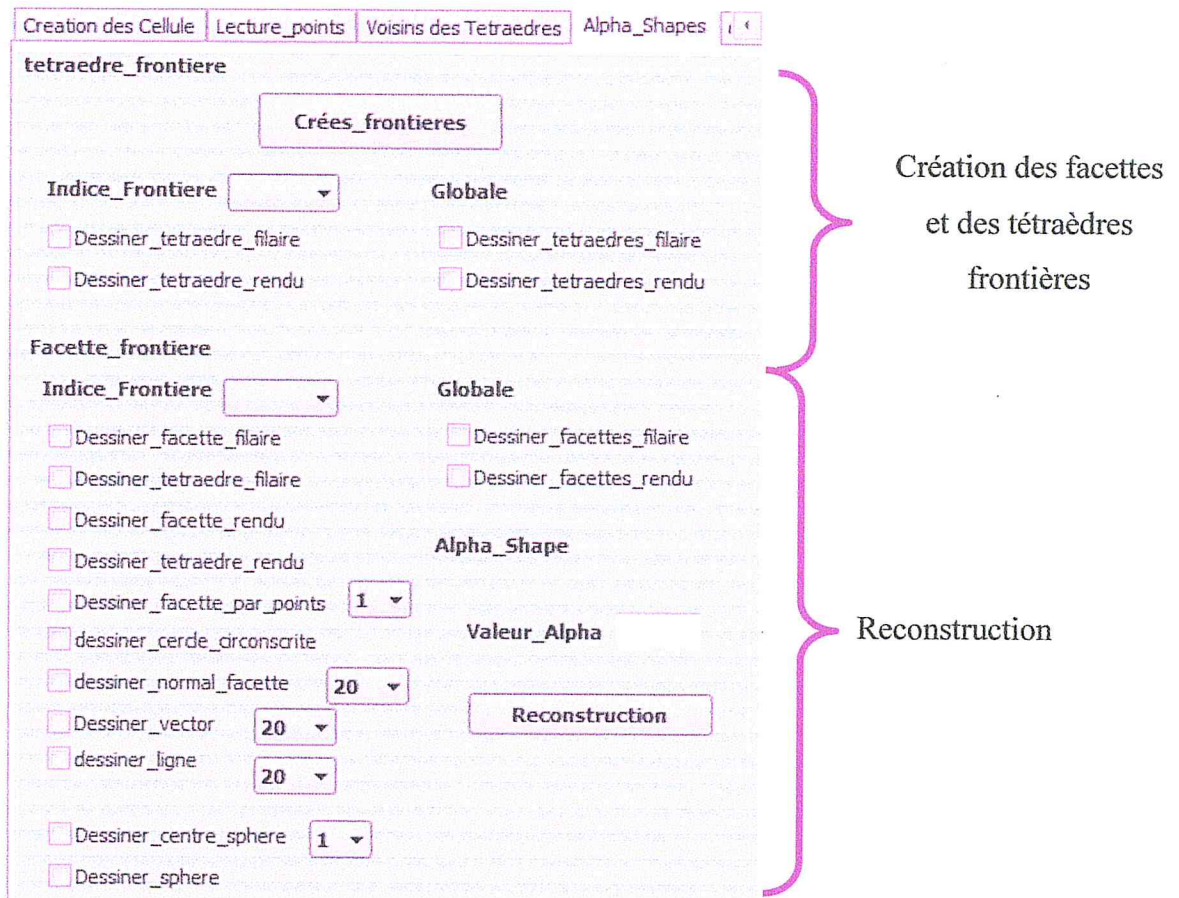 Creation des Cellule Lecture_points Voisins des Tetraedres Alpha_Shapes
tetraedre_frontiere
Crées_frontieres
Indice_Frontiere Globale
Dessiner_tetraedre_filaire Dessiner_tetraedres_filaire
Dessiner_tetraedre_rendu Dessiner_tetraedres_rendu
Facette_frontiere
Indice_Frontiere Globale
Dessiner_facette_filaire Dessiner_facettes_filaire
Dessiner_tetraedre_filaire Dessiner_facettes_rendu
Dessiner_facette_rendu
Alpha_Shape
Dessiner_tetraedre_rendu
Dessiner_facette_par_points 1
Valeur_Alpha
dessiner_cercle_circonscrite
dessiner_normal_facette 20
Reconstruction
Dessiner_vector 20
dessiner_ligne 20
Dessiner_centre_sphere 1
Dessiner_sphere
Création des facettes
et des tétraèdres
frontières
Reconstruction